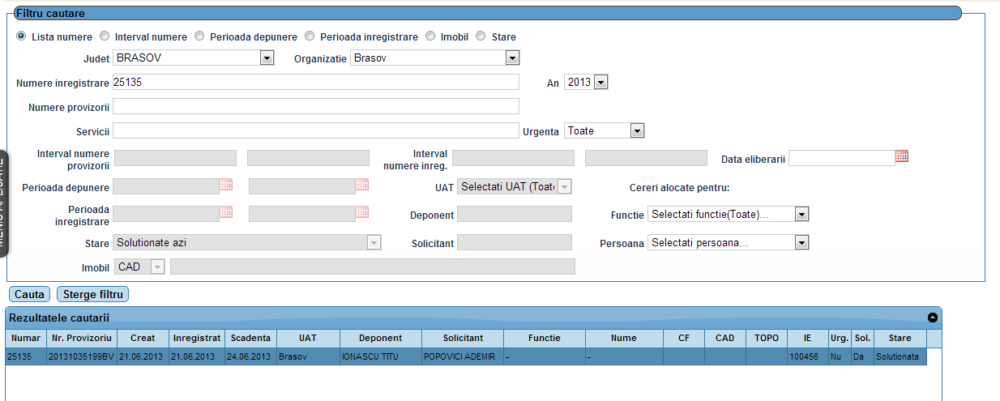 Filtru cautare
Lista numere Interval numere Perioada depunere Perioada inregistrare Imobil Stare
Judet BRASOV Organizatie Brasov
Numere inregistrare 25135 An 2013
Numere provizorii
Servicii Urgenta Toate
Interval numere provizorii Interval numere inreg. Data eliberarii
Perioada depunere UAT Selectati UAT (Toate Cereri alocate pentru:
Perioada inregistrare Deponent Functie Selectati functie(Toate)...
Stare Solutionate azi Solicitant Persoana Selectati persoana...
Imobil CAD
Cauta Sterge filtru
Rezultatele cautarii
Numar Nr. Provizoriu Creat Inregistrat Scadenta UAT Deponent Solicitant Functie Nume CF CAD TOPO IE Urg. Sol. Stare
25135 20131035199BV 21.06.2013 21.06.2013 24.06.2013 Brasov IONASCU TITU POPOVICI ADEMIR - - 100456 Nu Da Solutionata